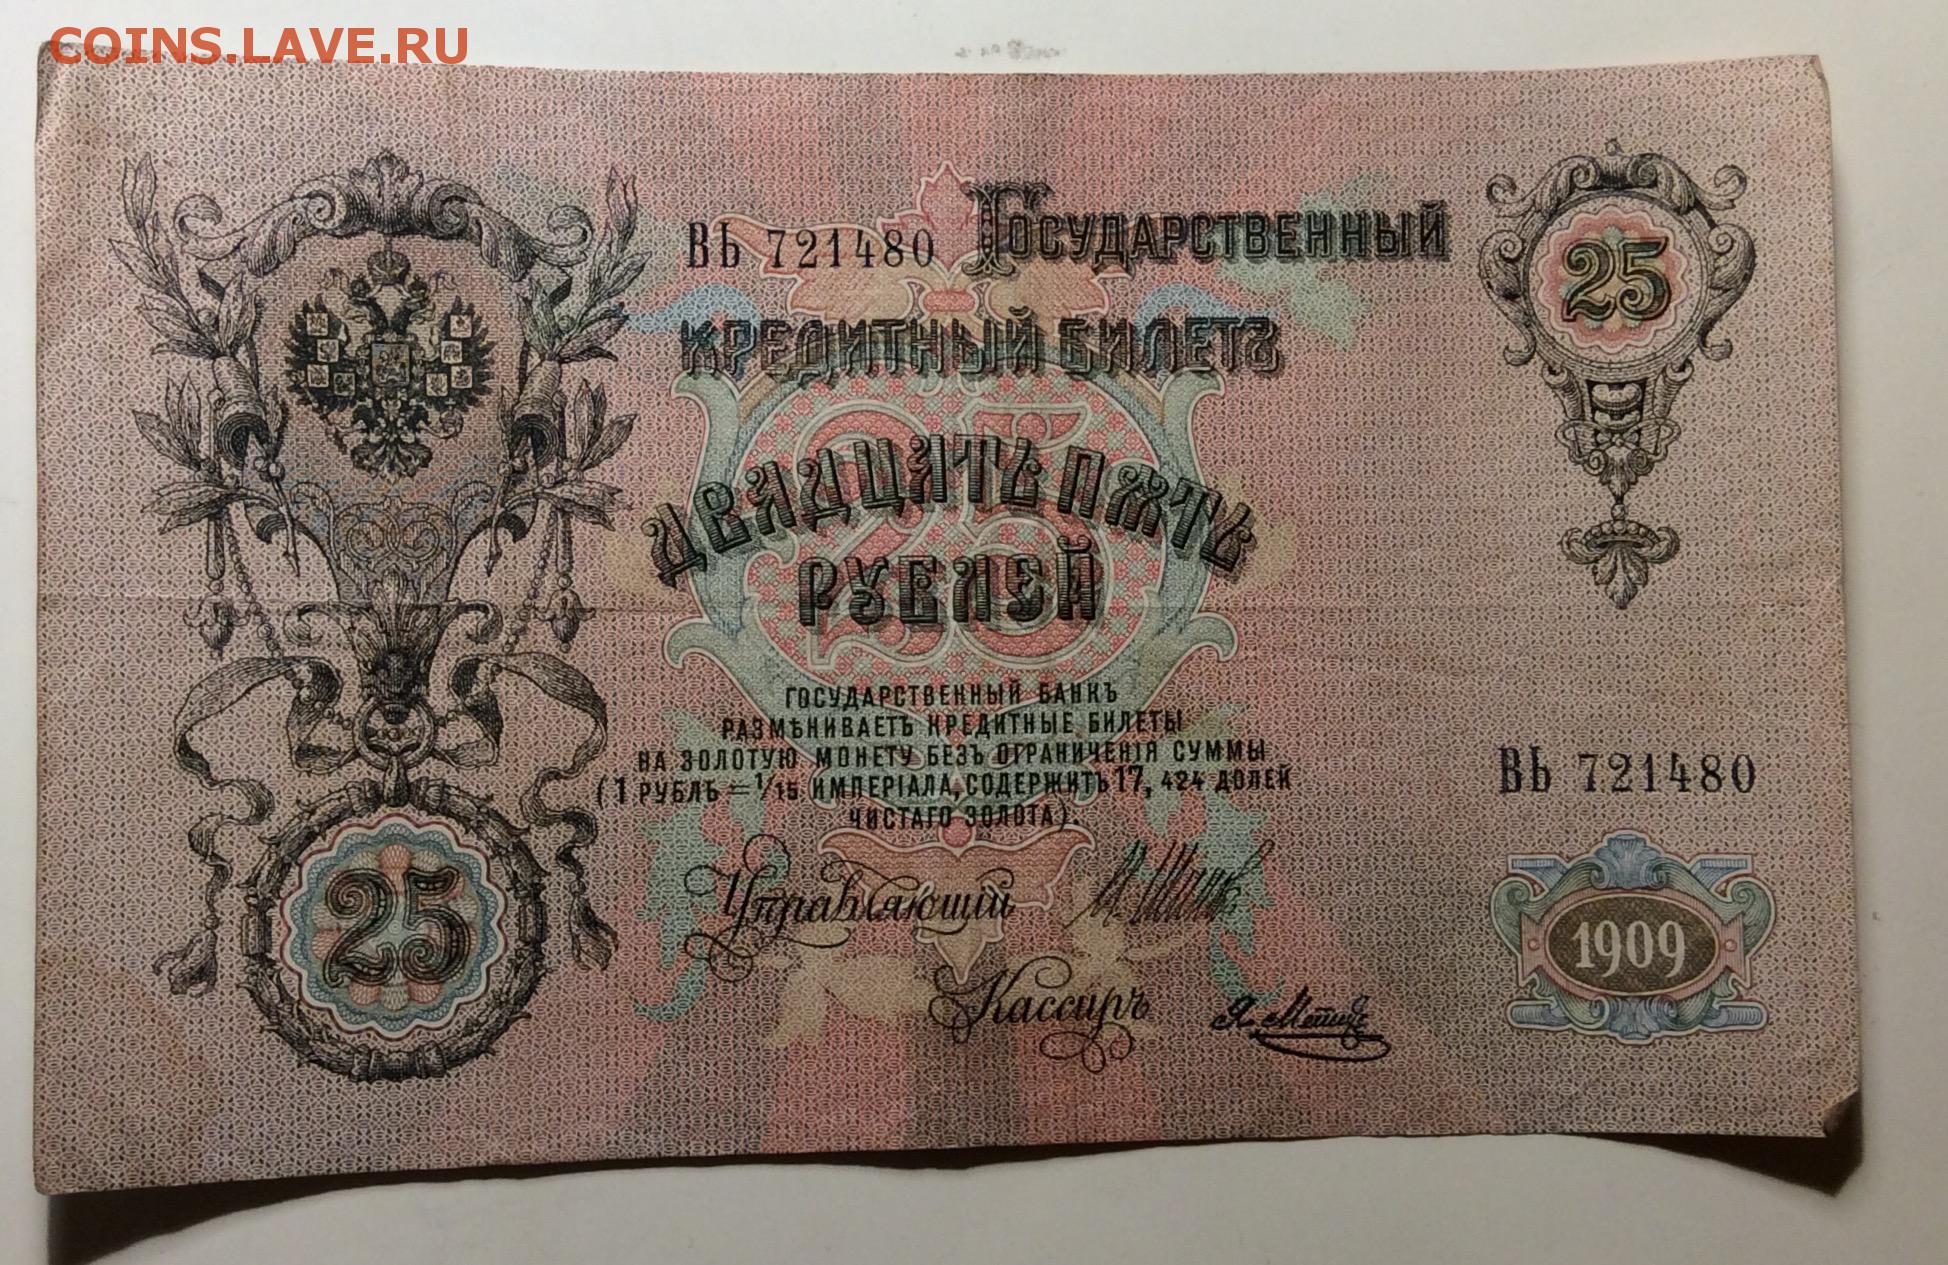 COINS.LAVE.RU
ВЬ 721480 ГОСУДАРСТВЕННЫЙ
25
КРЕДИТНЫЙ БИЛЕТЪ
25
ДВАДЦАТЬ ПЯТЬ
РУБЛЕЙ
ГОСУДАРСТВЕННЫЙ БАНКЪ
РАЗМѢНИВАЕТЪ КРЕДИТНЫЕ БИЛЕТЫ
НА ЗОЛОТУЮ МОНЕТУ БЕЗЪ ОГРАНИЧЕНІЯ СУММЫ
(1 РУБЛЬ = 1/15 ИМПЕРІАЛА, СОДЕРЖИТЪ 17, 424 ДОЛЕЙ
ЧИСТАГО ЗОЛОТА).
ВЬ 721480
Управляющій
25
1909
Кассиръ